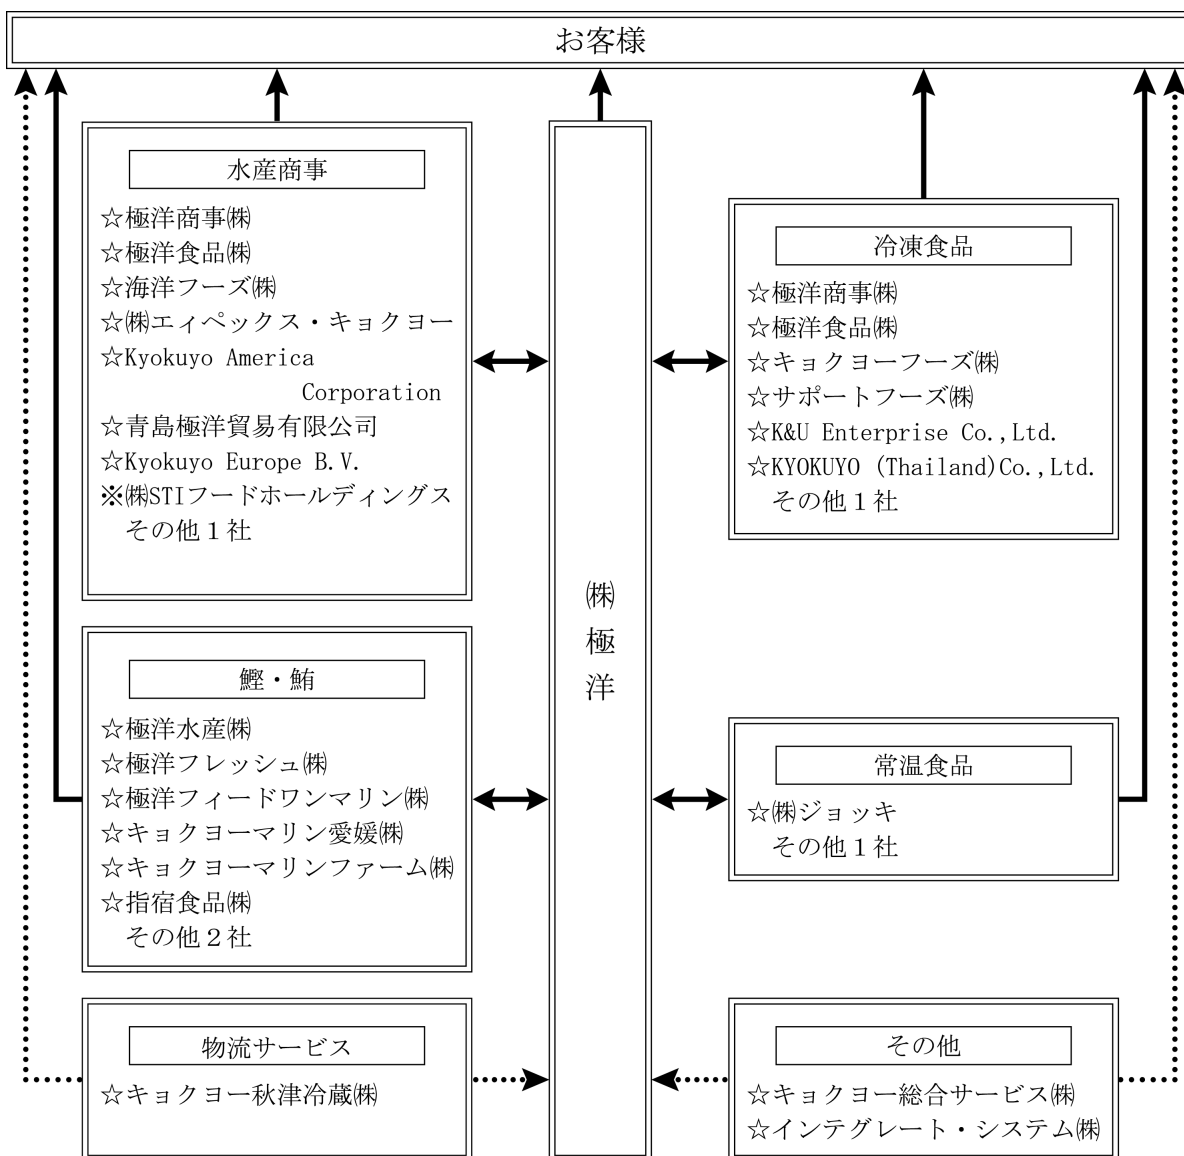 お客様
水産商事
☆極洋商事㈱
☆極洋食品㈱
☆海洋フーズ㈱
☆㈱エィペックス・キョクヨー
☆Kyokuyo America
Corporation
☆青島極洋貿易有限公司
☆Kyokuyo Europe B.V.
※㈱STIフードホールディングス
その他１社
鰹・鮪
☆極洋水産㈱
☆極洋フレッシュ㈱
☆極洋フィードワンマリン㈱
☆キョクヨーマリン愛媛㈱
☆キョクヨーマリンファーム㈱
☆指宿食品㈱
その他２社
物流サービス
☆キョクヨー秋津冷蔵㈱
㈱極洋
冷凍食品
☆極洋商事㈱
☆極洋食品㈱
☆キョクヨーフーズ㈱
☆サポートフーズ㈱
☆K&U Enterprise Co.,Ltd.
☆KYOKUYO (Thailand)Co.,Ltd.
その他１社
常温食品
☆㈱ジョッキ
その他１社
その他
☆キョクヨー総合サービス㈱
☆インテグレート・システム㈱